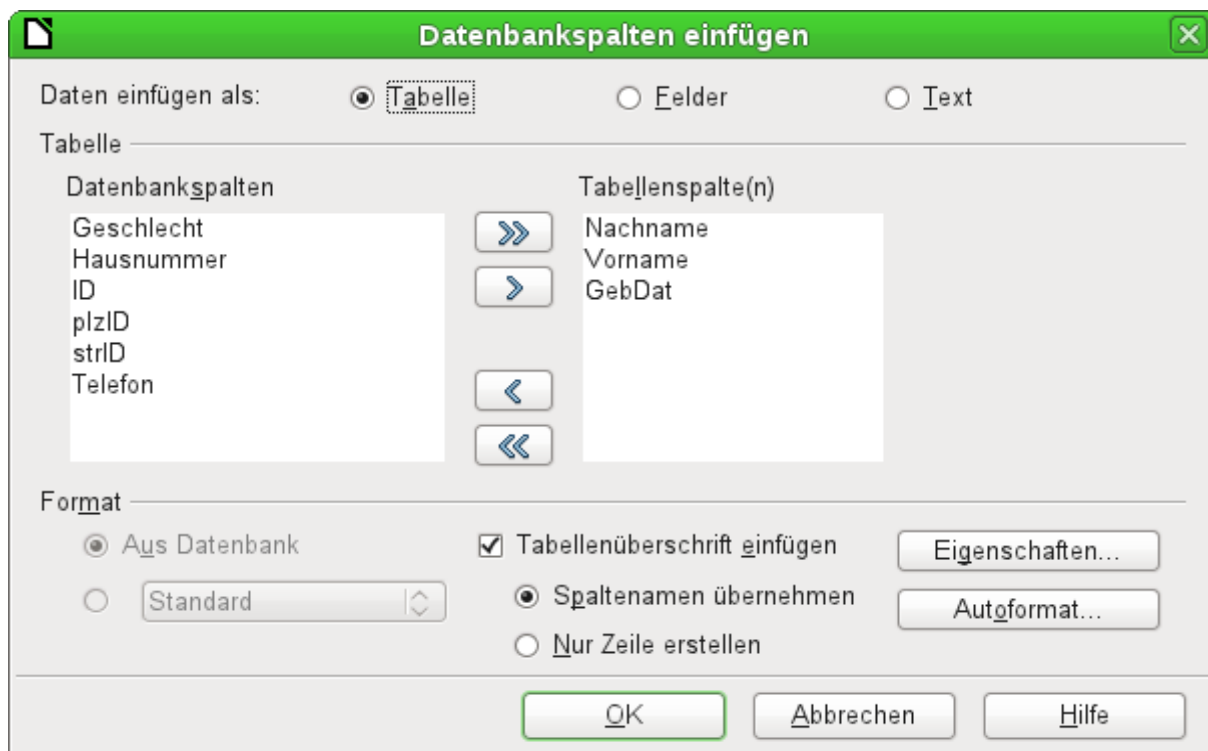 Datenbankspalten einfügen
Daten einfügen als: Tabelle Felder Text
Tabelle
Datenbankspalten Tabellenspalte(n)
Geschlecht Nachname
Hausnummer Vorname
ID GebDat
plzID
strID
Telefon
Format
Aus Datenbank Tabellenüberschrift einfügen Eigenschaften...
Standard Spaltenamen übernehmen Autoformat...
Nur Zeile erstellen
OK Abbrechen Hilfe